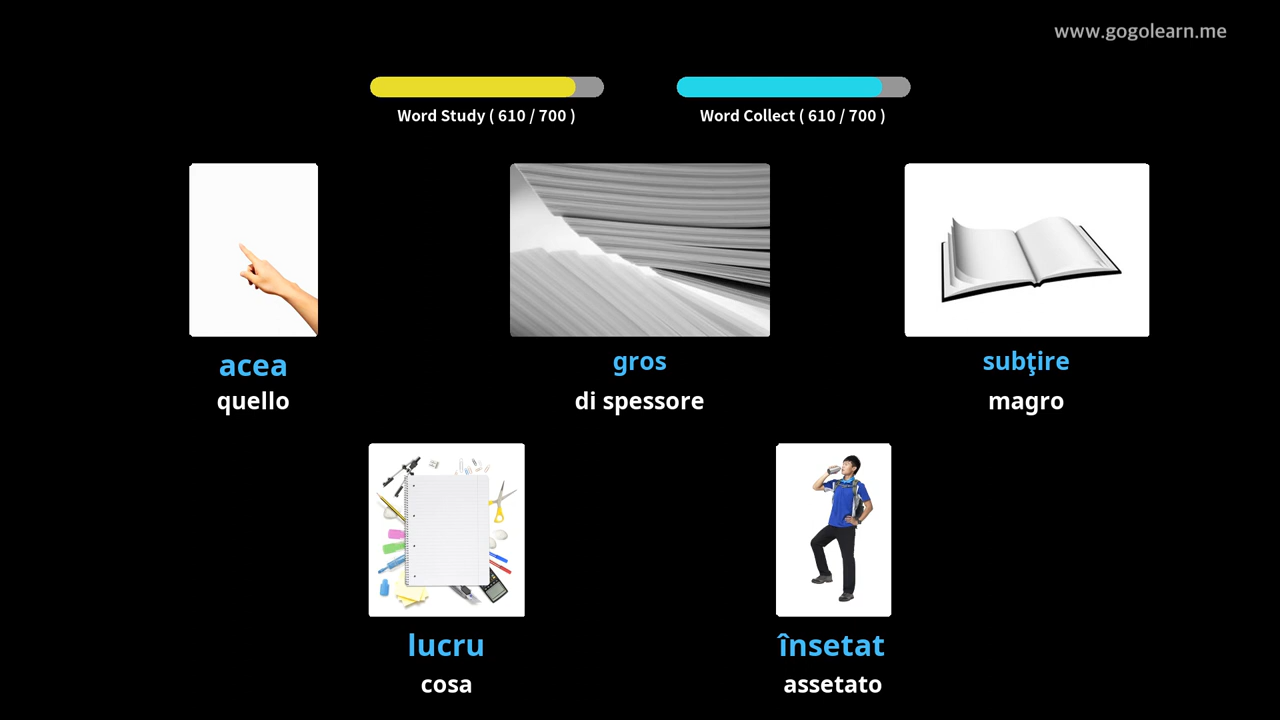 www.gogolearn.me
Word Study ( 610 / 700 )
Word Collect ( 610 / 700 )
acea
quello
gros
di spessore
subţire
magro
lucru
cosa
însetat
assetato